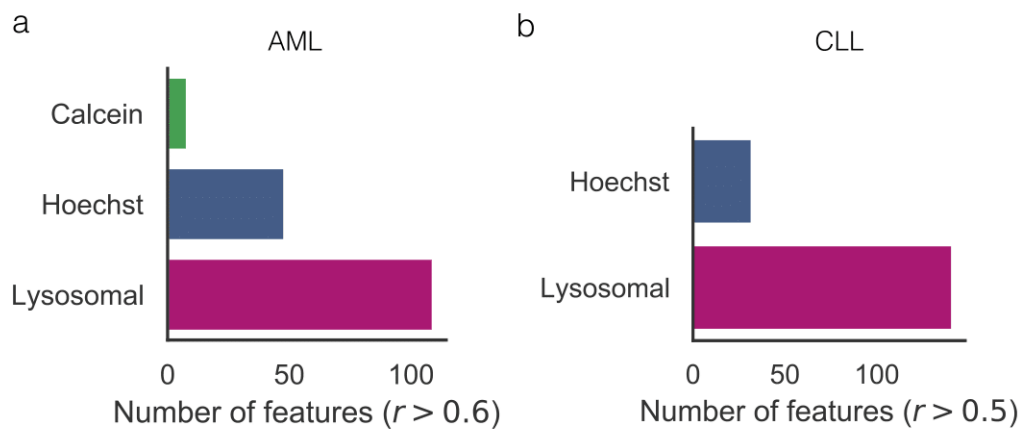 a
AML
Calcein
Hoechst
Lysosomal
0 50 100
Number of features (r > 0.6)
b
CLL
Hoechst
Lysosomal
0 50 100
Number of features (r > 0.5)